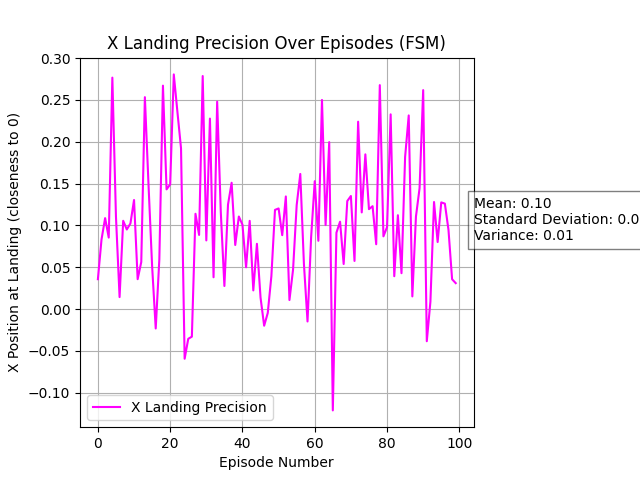 X Landing Precision Over Episodes (FSM)
0.30
0.25
0.20
0.15
0.10
0.05
0.00
−0.05
−0.10
X Position at Landing (closeness to 0)
Mean: 0.10
Standard Deviation: 0.0
Variance: 0.01
X Landing Precision
0 20 40 60 80 100
Episode Number